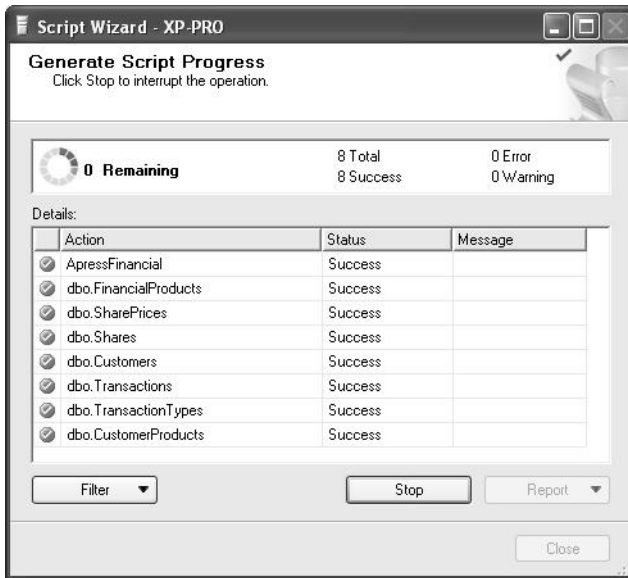 Script Wizard - XP-PRO
Generate Script Progress
Click Stop to interrupt the operation.
0 Remaining
8 Total
0 Error
8 Success
0 Warning
Details:
Action Status Message
ApressFinancial Success
dbo.FinancialProducts Success
dbo.SharePrices Success
dbo.Shares Success
dbo.Customers Success
dbo.Transactions Success
dbo.TransactionTypes Success
dbo.CustomerProducts Success
Filter Stop Report
Close